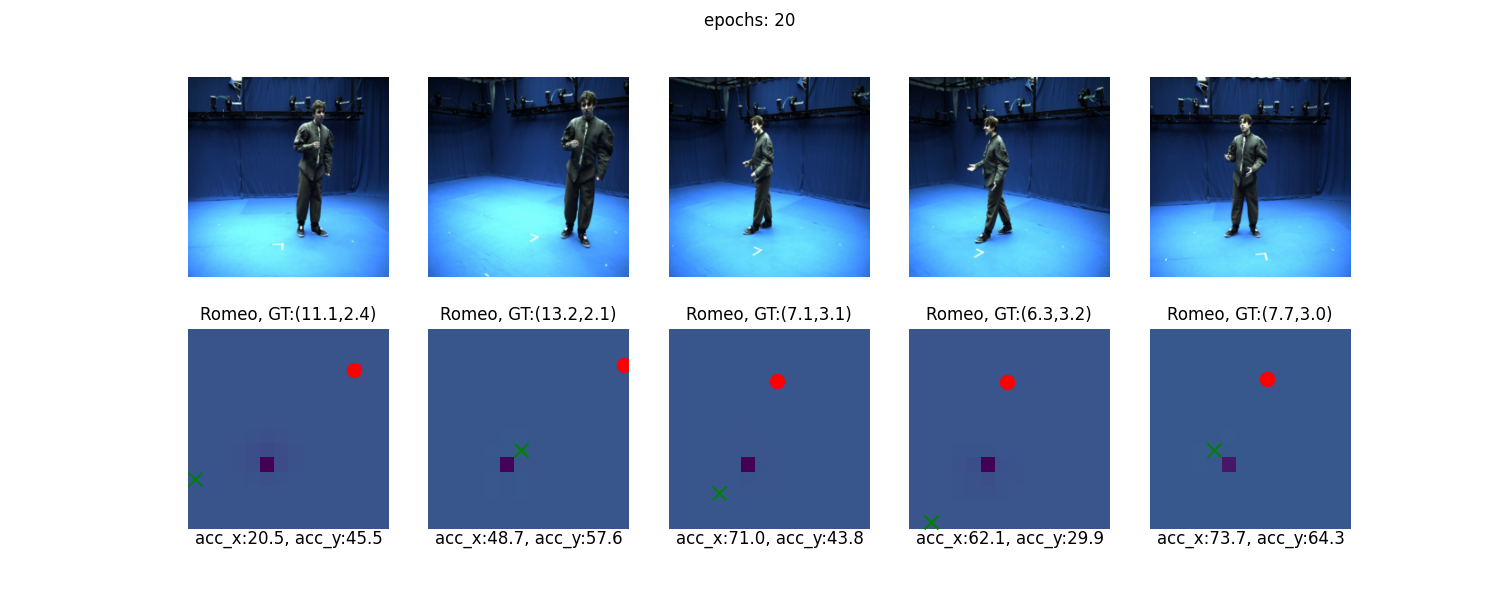 epochs: 20
Romeo, GT:(11.1,2.4)
Romeo, GT:(13.2,2.1)
Romeo, GT:(7.1,3.1)
Romeo, GT:(6.3,3.2)
Romeo, GT:(7.7,3.0)
acc_x:20.5, acc_y:45.5
acc_x:48.7, acc_y:57.6
acc_x:71.0, acc_y:43.8
acc_x:62.1, acc_y:29.9
acc_x:73.7, acc_y:64.3